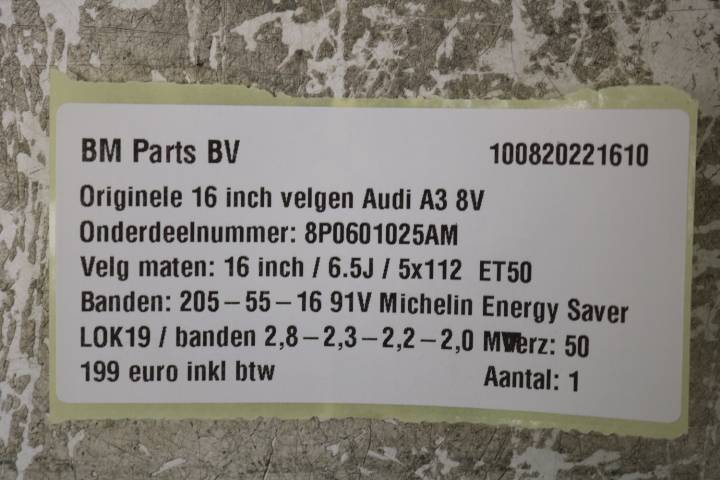 BM Parts BV 100820221610
Originele 16 inch velgen Audi A3 8V
Onderdeelnummer: 8P0601025AM
Velg maten: 16 inch / 6.5J / 5x112 ET50
Banden: 205-55-16 91V Michelin Energy Saver
LOK19 / banden 2,8-2,3-2,2-2,0 50
199 euro inkl btw Aantal: 1